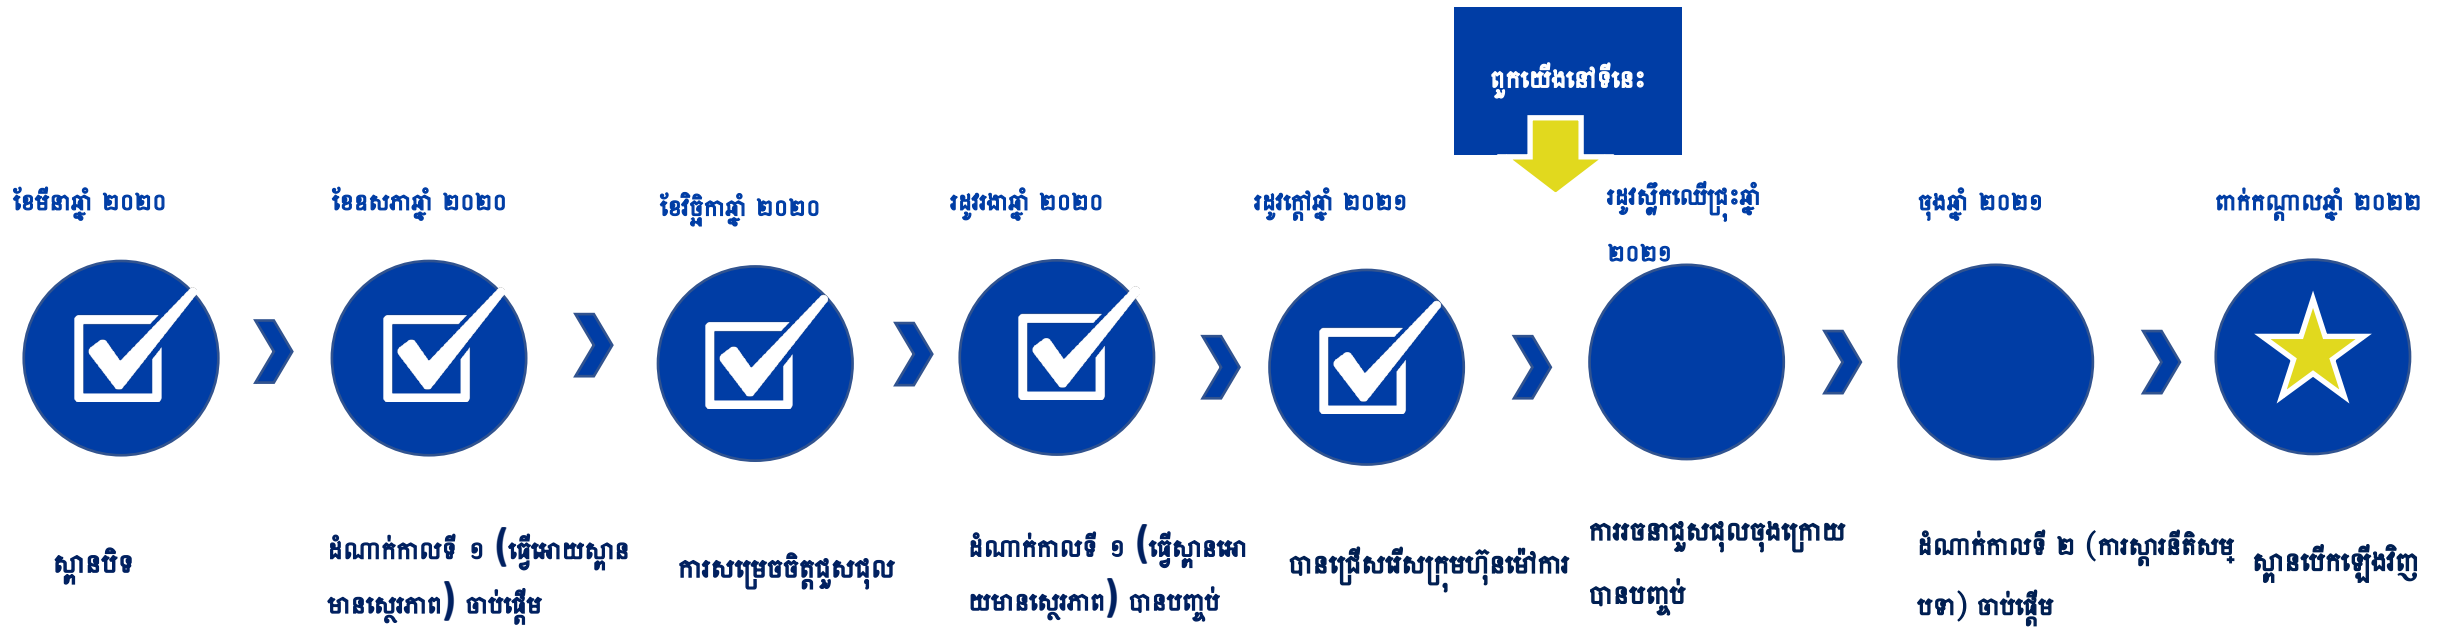 ពួកយើងនៅទីនេះ
ខែមីនាឆ្នាំ ២០២០
ខែឧសភាឆ្នាំ ២០២០
ខែវិច្ឆិកាឆ្នាំ ២០២០
រដូវរងាឆ្នាំ ២០២០
រដូវក្តៅឆ្នាំ ២០២១
រដូវស្លឹកឈើជ្រុះឆ្នាំ
២០២១
ចុងឆ្នាំ ២០២១
ពាក់កណ្តាលឆ្នាំ ២០២២
ស្ពានបិទ
ដំណាក់កាលទី ១ (ធ្វើអោយស្ពាន
មានស្ថេរភាព) ចាប់ផ្តើម
ការសម្រេចចិត្តជួសជុល
ដំណាក់កាលទី ១ (ធ្វើស្ពានអោ
យមានស្ថេរភាព) បានបញ្ចប់
បានជ្រើសរើសក្រុមហ៊ុនម៉ៅការ
ការរចនាជួសជុលចុងក្រោយ
បានបញ្ចប់
ដំណាក់កាលទី ២ (ការស្តារនីតិសម្
បទា) ចាប់ផ្តើម
ស្ពានបើកឡើងវិញ